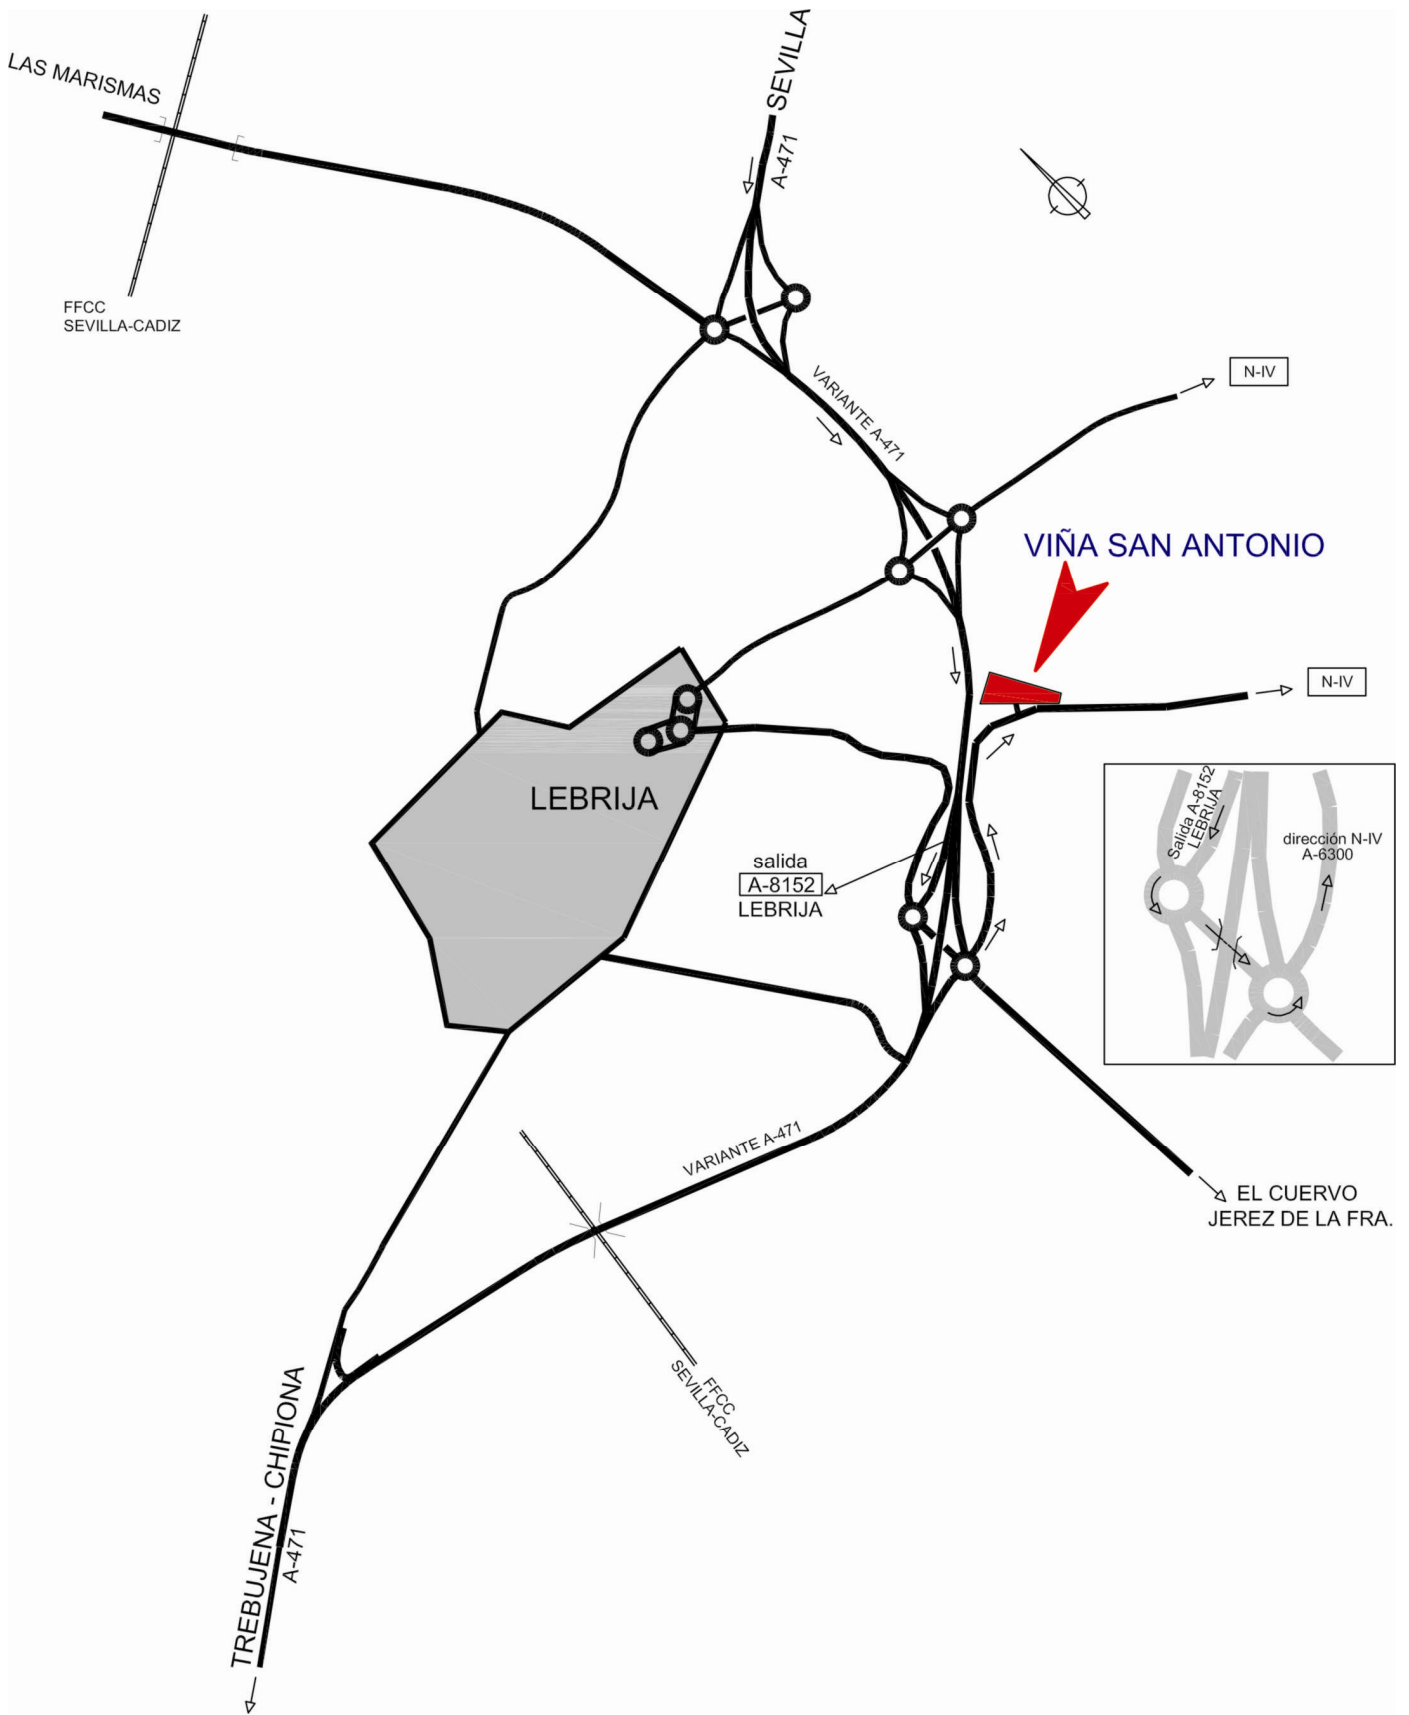 SEVILLA
A-471
LAS MARISMAS
FFCC
SEVILLA-CADIZ
N-IV
VARIANTE A-471
VIÑA SAN ANTONIO
N-IV
LEBRIJA
salida
A-8152
LEBRIJA
Salida A-8152
LEBRIJA
dirección N-IV
A-6300
VARIANTE A-471
EL CUERVO
JEREZ DE LA FRA.
FFCC
SEVILLA-CADIZ
TREBUJENA - CHIPIONA
A-471